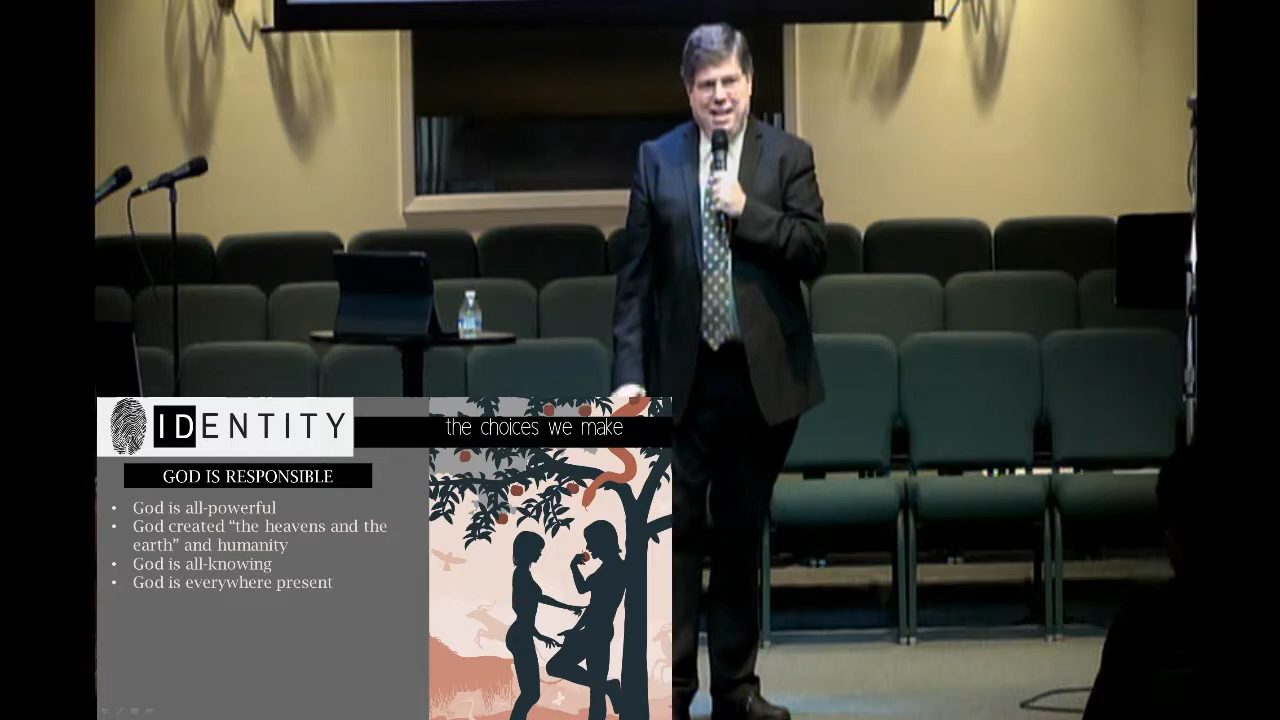 IDENTITY
the choices we make
GOD IS RESPONSIBLE
• God is all-powerful
• God created “the heavens and the
earth” and humanity
• God is all-knowing
• God is everywhere present